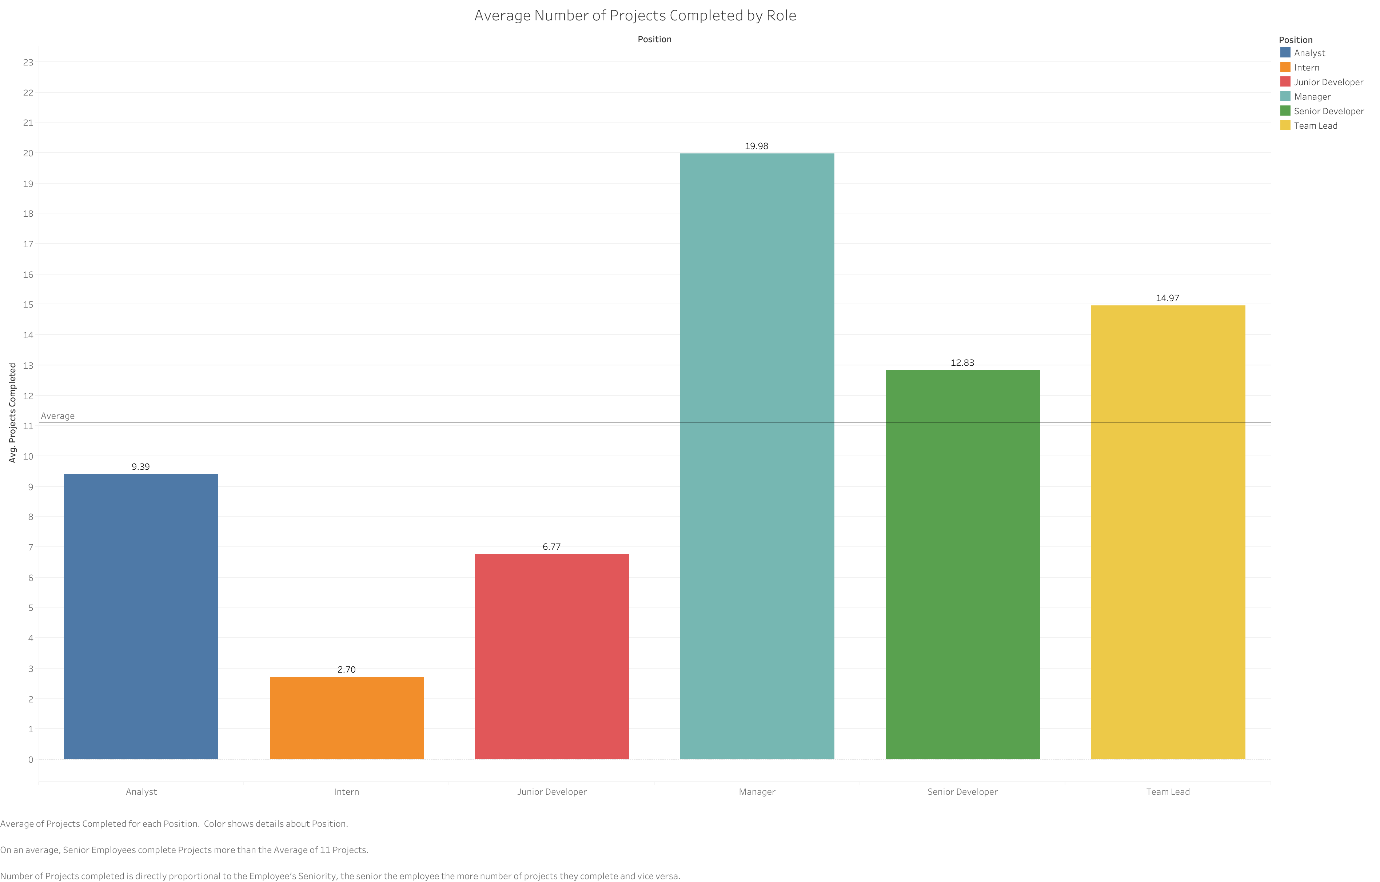 Average Number of Projects Completed by Role
Position
Position
Analyst
Intern
Junior Developer
Manager
Senior Developer
Team Lead
Avg. Projects Completed
23
22
21
20
19
18
17
16
15
14
13
12
11
10
9
8
7
6
5
4
3
2
1
0
Average
9.39
2.70
6.77
19.98
12.83
14.97
Analyst
Intern
Junior Developer
Manager
Senior Developer
Team Lead
Average of Projects Completed for each Position.  Color shows details about Position.
On an average, Senior Employees complete Projects more than the Average of 11 Projects.
Number of Projects completed is directly proportional to the Employee's Seniority, the senior the employee the more number of projects they complete and vice versa.